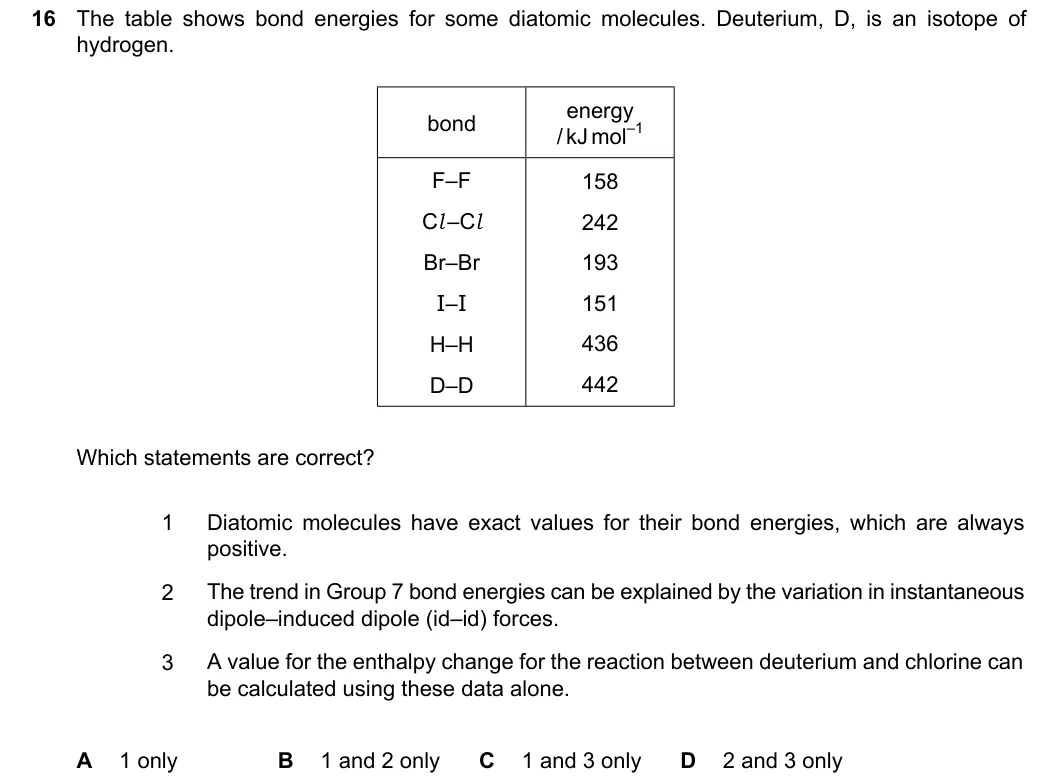 16 The table shows bond energies for some diatomic molecules. Deuterium, D, is an isotope of
hydrogen.
bond energy
/ kJ mol⁻¹
F–F 158
Cl–Cl 242
Br–Br 193
I–I 151
H–H 436
D–D 442
Which statements are correct?
1 Diatomic molecules have exact values for their bond energies, which are always
positive.
2 The trend in Group 7 bond energies can be explained by the variation in instantaneous
dipole–induced dipole (id–id) forces.
3 A value for the enthalpy change for the reaction between deuterium and chlorine can
be calculated using these data alone.
A 1 only B 1 and 2 only C 1 and 3 only D 2 and 3 only